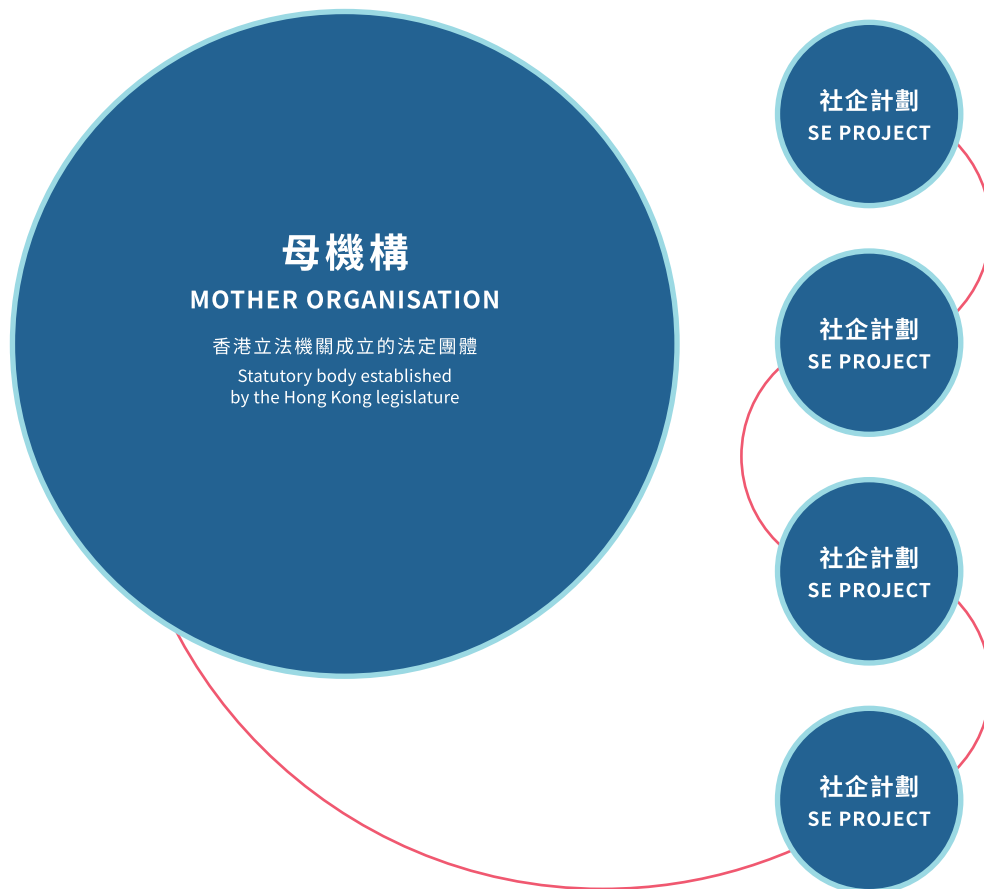 母機構
MOTHER ORGANISATION
香港立法機關成立的法定團體
Statutory body established
by the Hong Kong legislature
社企計劃
SE PROJECT
社企計劃
SE PROJECT
社企計劃
SE PROJECT
社企計劃
SE PROJECT